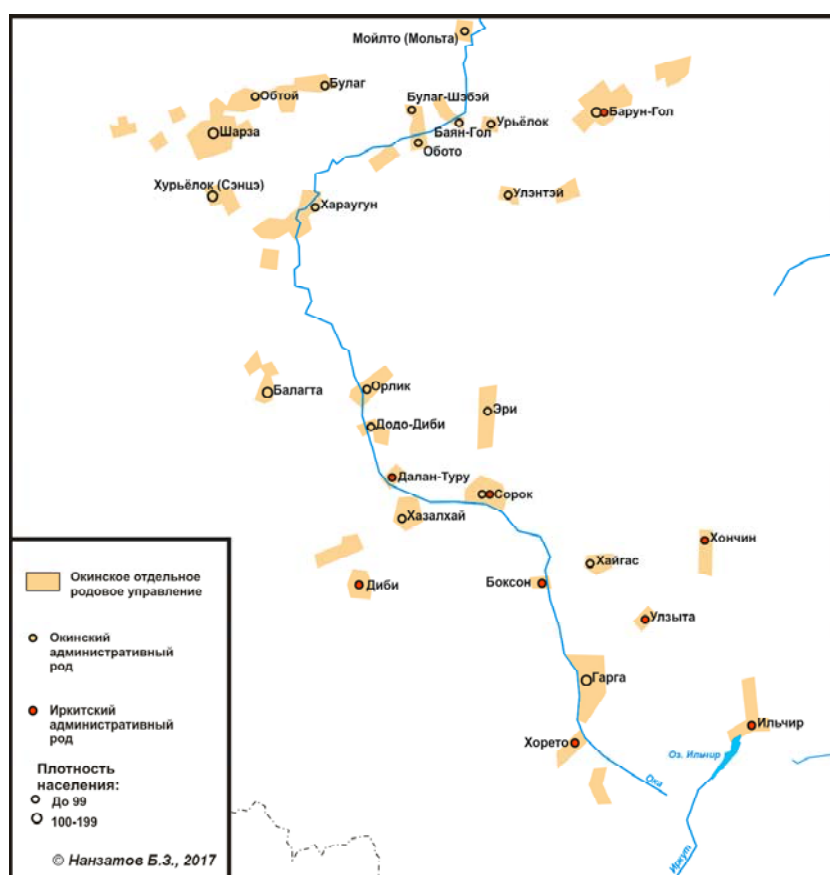 Мойлто (Мольта)
Булаг
Обтой
Булаг-Шэбэй
Барун-Гол
Урьёлок
Баян-Гол
Шарза
Обото
Хурьёлок (Сэнцэ)
Улэнтэй
Хараугун
Орлик
Балагта
Эри
Додо-Диби
Далан-Туру
Сорок
Хазалхай
Хончин
Хайгас
Диби
Боксон
Улзыта
Гарга
Ильчир
Хорето
Оз. Ильчир
Ока
Иркут
Окинское отдельное
родовое управление
Окинский
административный
род
Иркитский
административный
род
Плотность
населения:
До 99
100-199
© Нанзатов Б.З., 2017